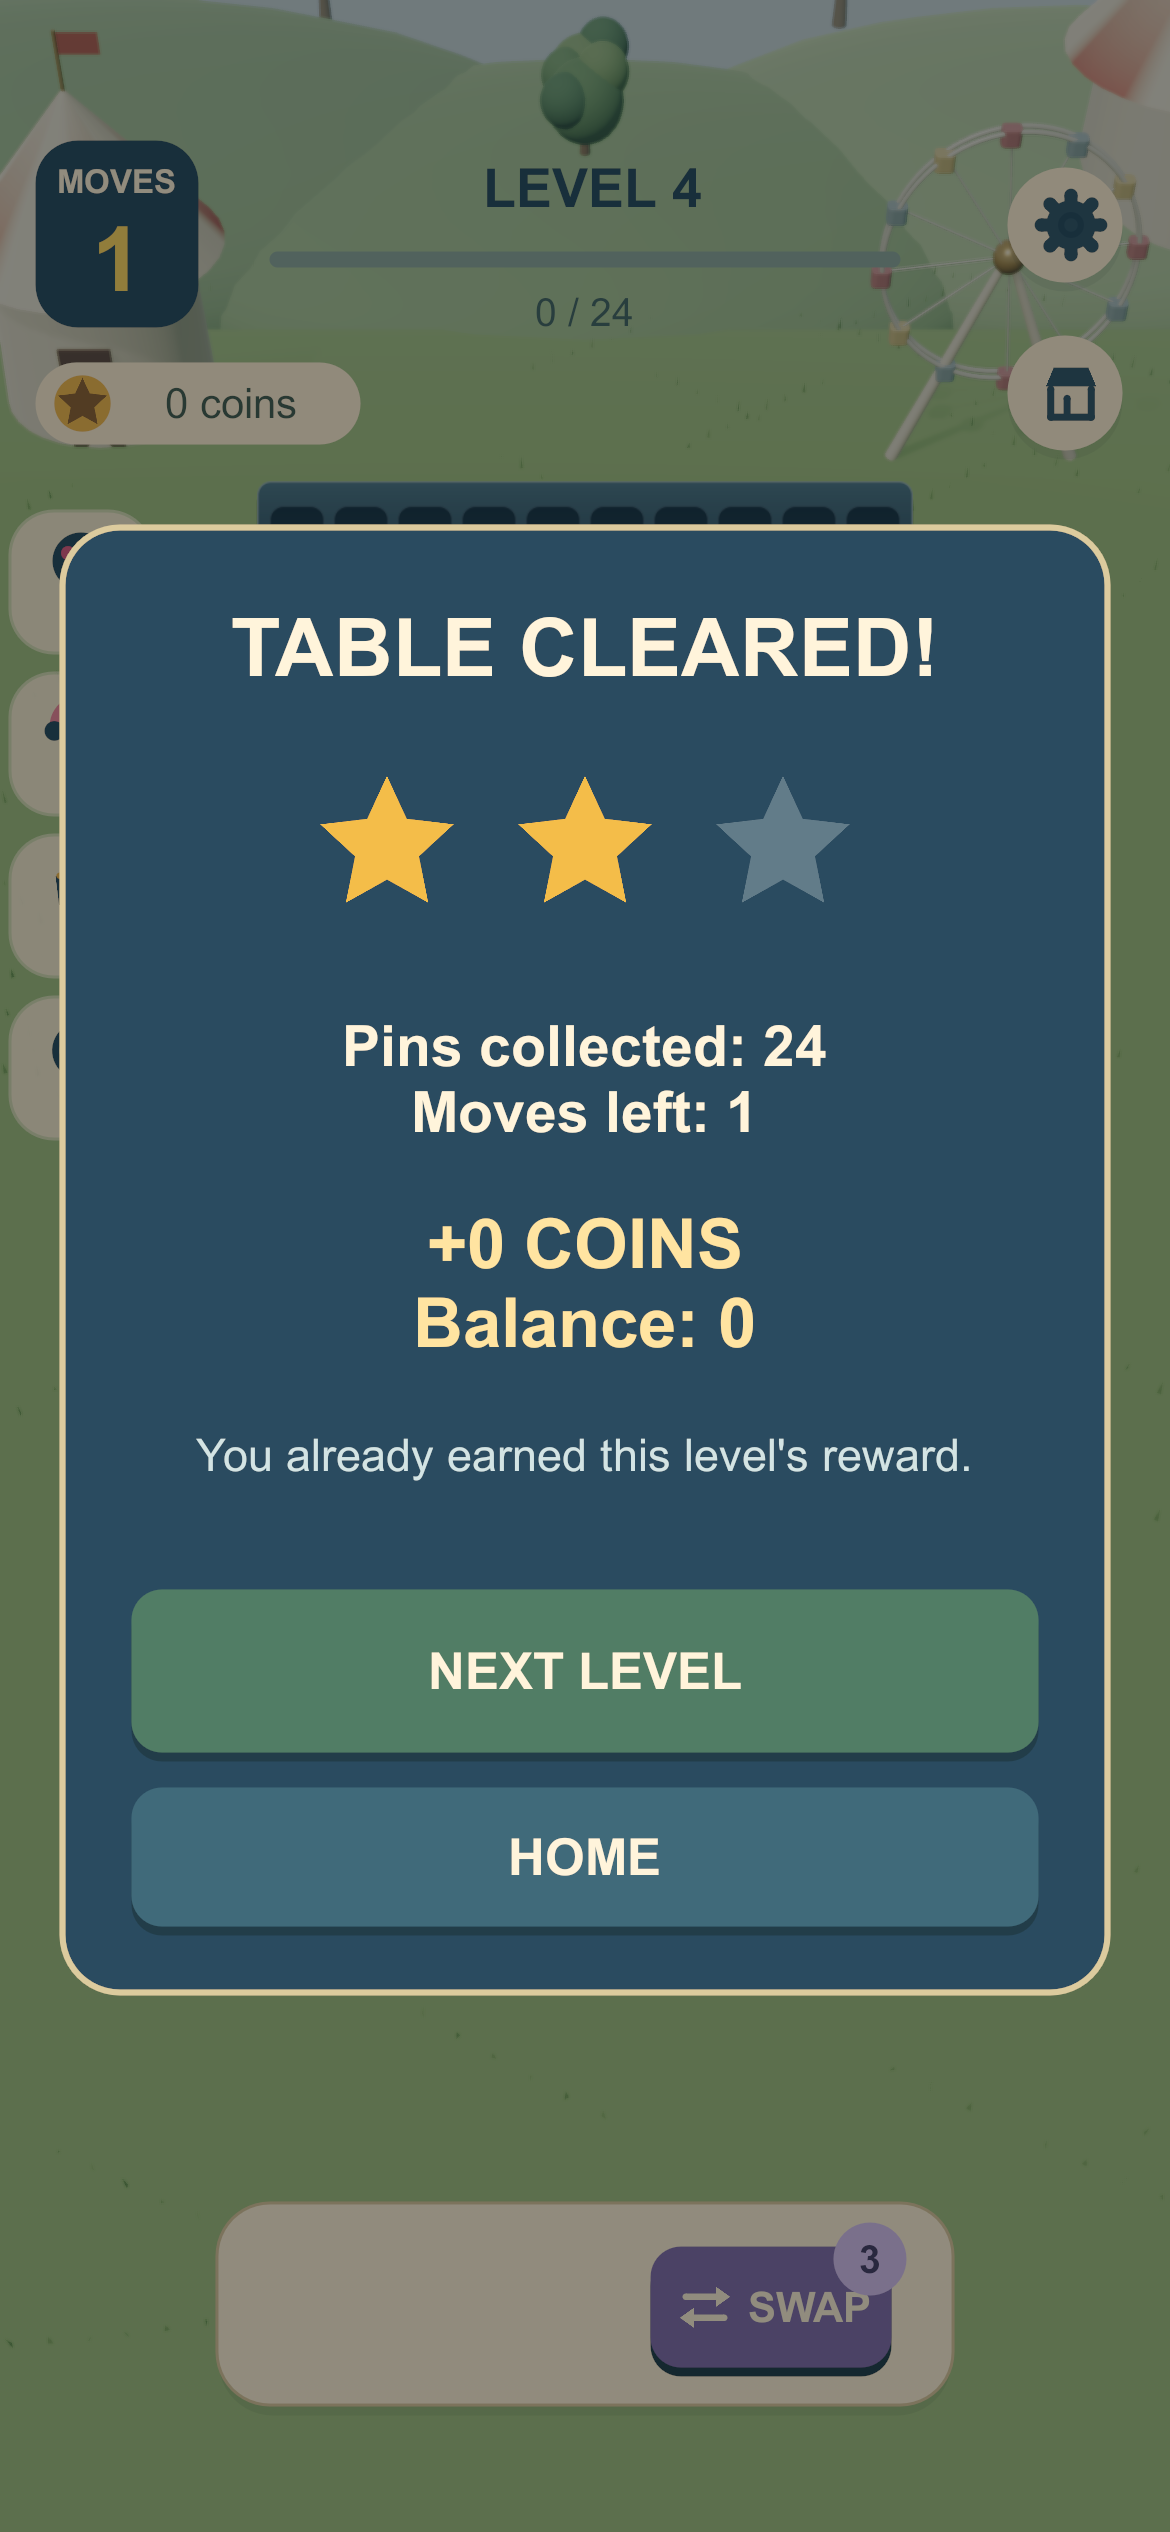 MOVES
1
LEVEL 4
0 / 24
0 coins
TABLE CLEARED!
Pins collected: 24
Moves left: 1
+0 COINS
Balance: 0
You already earned this level's reward.
NEXT LEVEL
HOME
3
SWAP